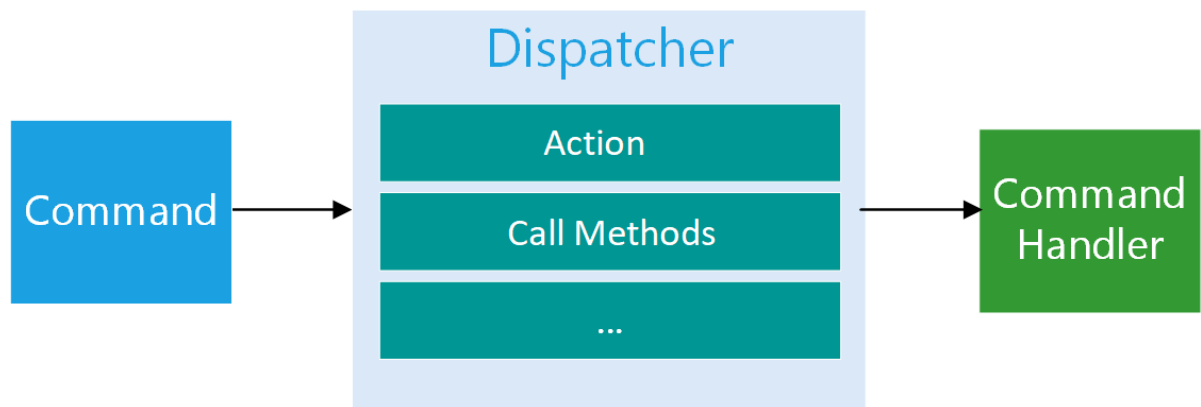 Dispatcher
Command
Action
Call Methods
...
Command
Handler